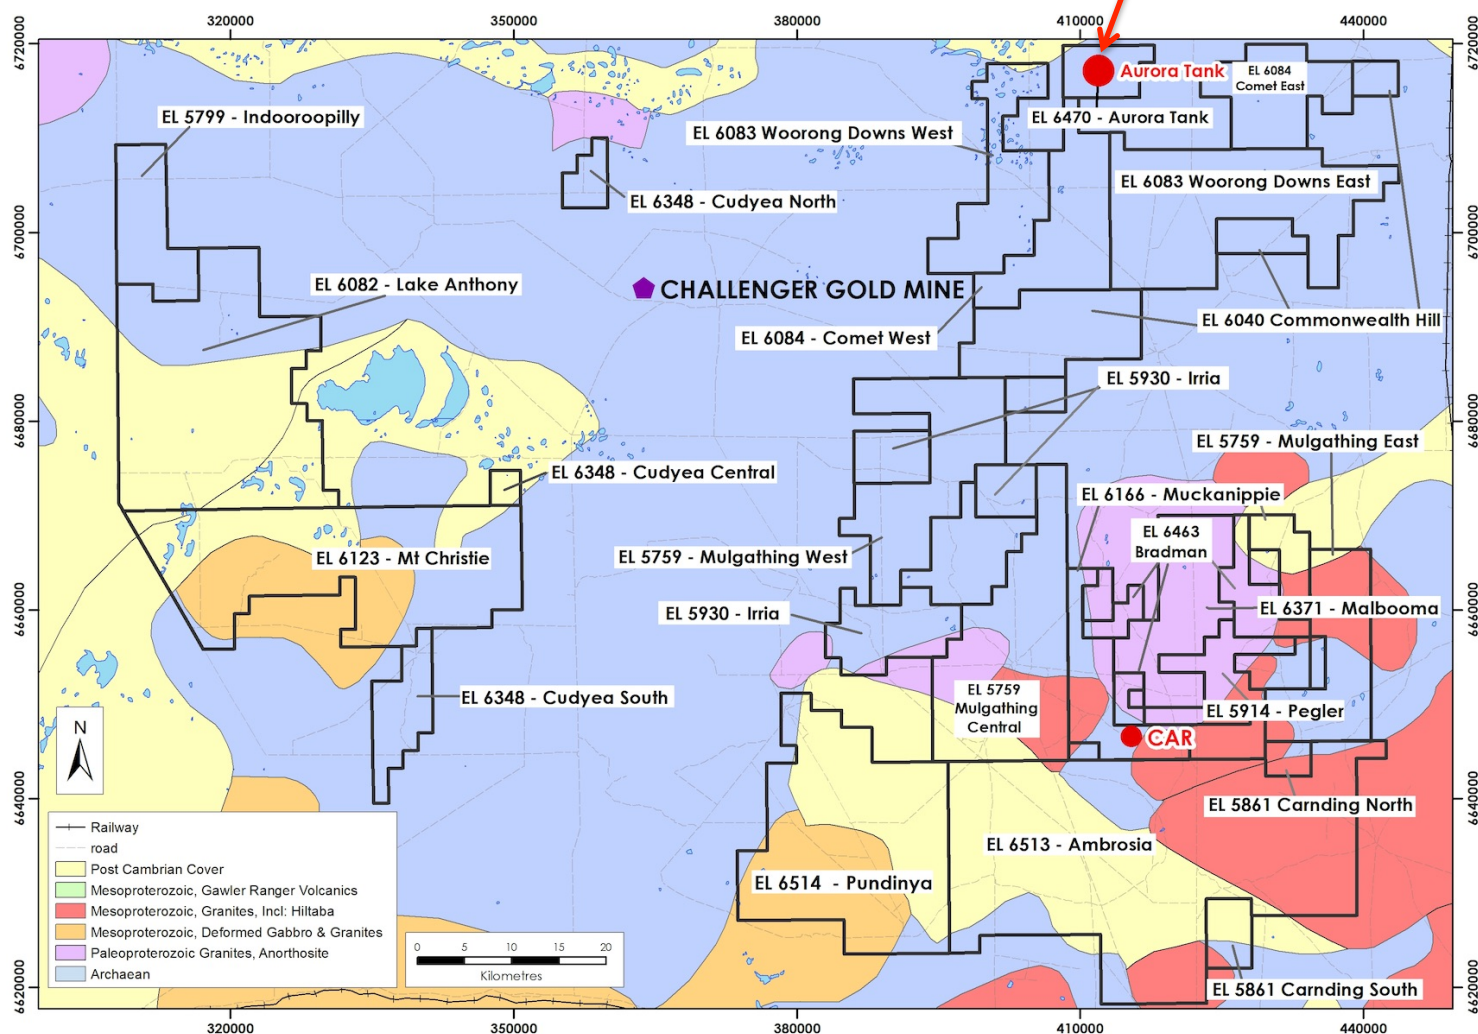 320000
350000
380000
410000
440000
6720000
6720000
Aurora Tank
EL 6084
Comet East
EL 5799 - Indooroopilly
EL 6083 Woorong Downs West
EL 6470 - Aurora Tank
EL 6083 Woorong Downs East
EL 6348 - Cudyea North
6700000
6700000
EL 6082 - Lake Anthony
CHALLENGER GOLD MINE
EL 6040 Commonwealth Hill
EL 6084 - Comet West
EL 5930 - Irria
6680000
6680000
EL 5759 - Mulgathing East
EL 6348 - Cudyea Central
EL 6166 - Muckanippie
EL 6463
Bradman
EL 6123 - Mt Christie
EL 5759 - Mulgathing West
6660000
6660000
EL 5930 - Irria
EL 6371 - Malbooma
EL 6348 - Cudyea South
EL 5759
Mulgathing
Central
EL 5914 - Pegler
N
CAR
6640000
6640000
EL 5861 Carnding North
EL 6513 - Ambrosia
EL 6514 - Pundinya
Railway
road
Post Cambrian Cover
Mesoproterozoic, Gawler Ranger Volcanics
Mesoproterozoic, Granites, Incl: Hiltaba
Mesoproterozoic, Deformed Gabbro & Granites
Paleoproterozoic Granites, Anorthosite
Archaean
0 5 10 15 20
Kilometres
EL 5861 Carnding South
6620000
6620000
320000
350000
380000
410000
440000